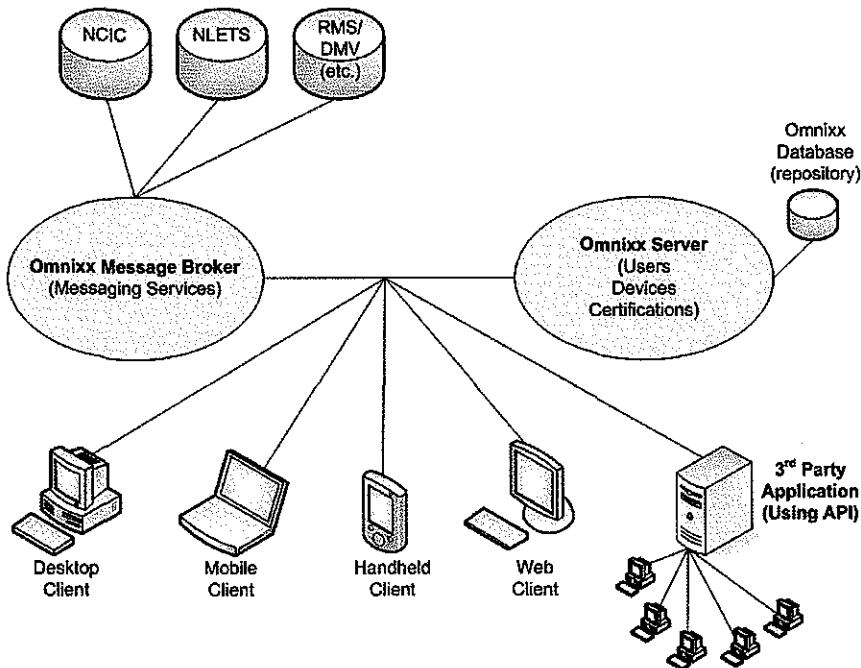 NCIC
NLETS
RMS/
DMV
(etc.)
Omnixx
Database
(repository)
Omnixx Message Broker
(Messaging Services)
Omnixx Server
(Users
Devices
Certifications)
3rd Party
Application
(Using API)
Desktop
Client
Mobile
Client
Handheld
Client
Web
Client